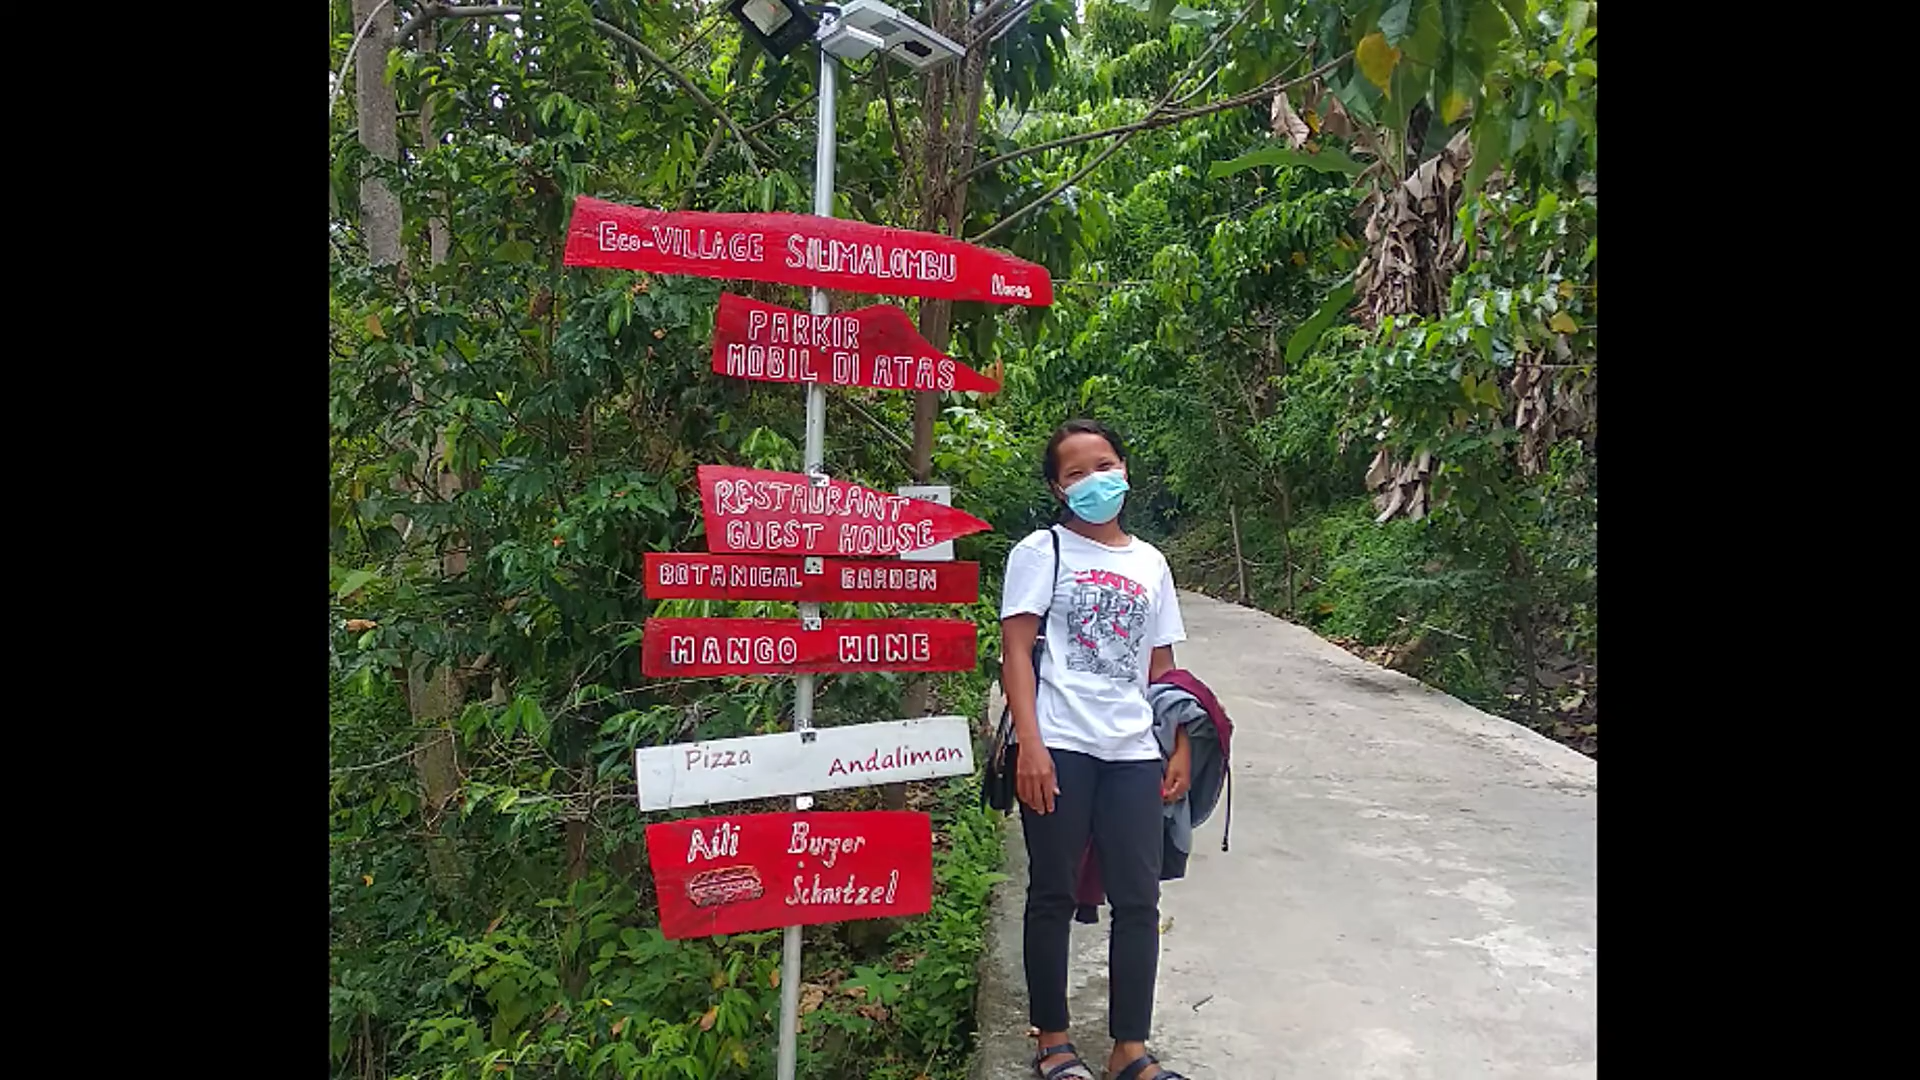 Eco-VILLAGE SILIMALOMBU
Horas
PARKIR
MOBIL DI ATAS
RESTAURANT
GUEST HOUSE
BOTANICAL GARDEN
MANGO WINE
Pizza Andaliman
Aili Burger
Schnitzel